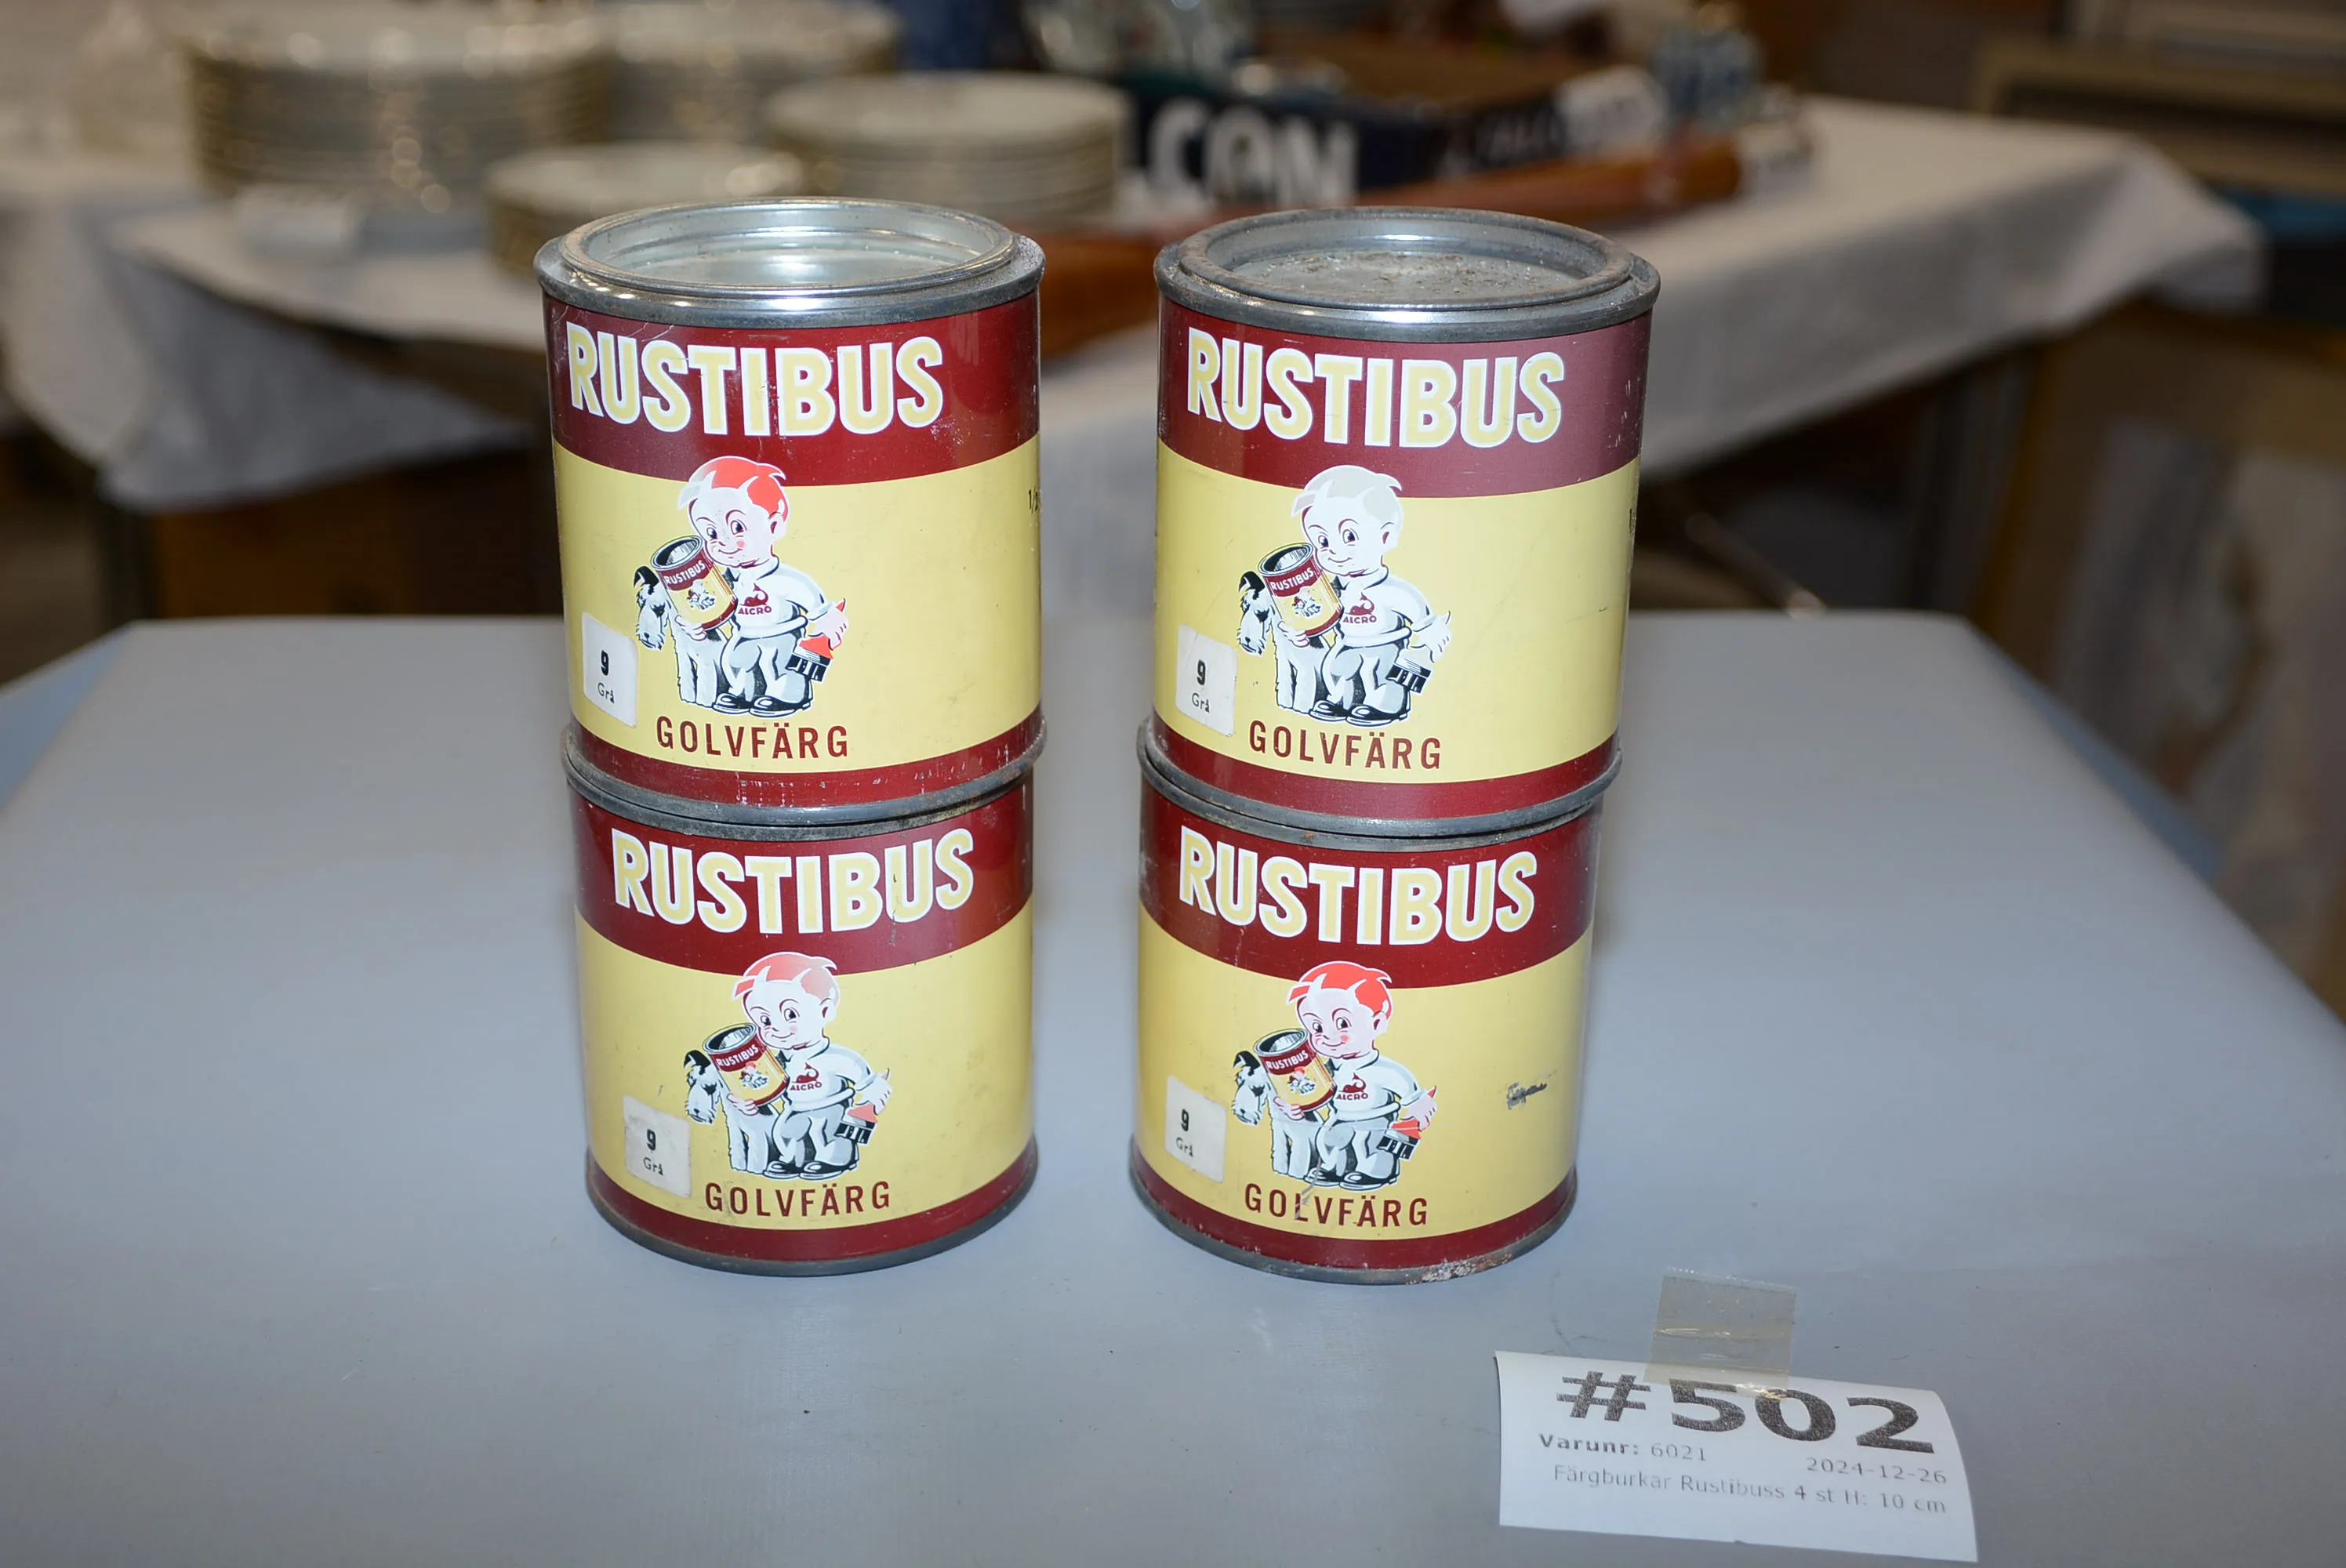 CON
RUSTIBUS
RUSTIBUS
ALCRO
9
Grå
GOLVFÄRG
RUSTIBUS
RUSTIBUS
ALCRO
9
Grå
GOLVFÄRG
RUSTIBUS
RUSTIBUS
ALCRO
9
Grå
GOLVFÄRG
RUSTIBUS
RUSTIBUS
ALCRO
9
Grå
GOLVFÄRG
#502
Varunr: 6021
2024-12-26
Färgburkar Rustibuss 4 st H: 10 cm